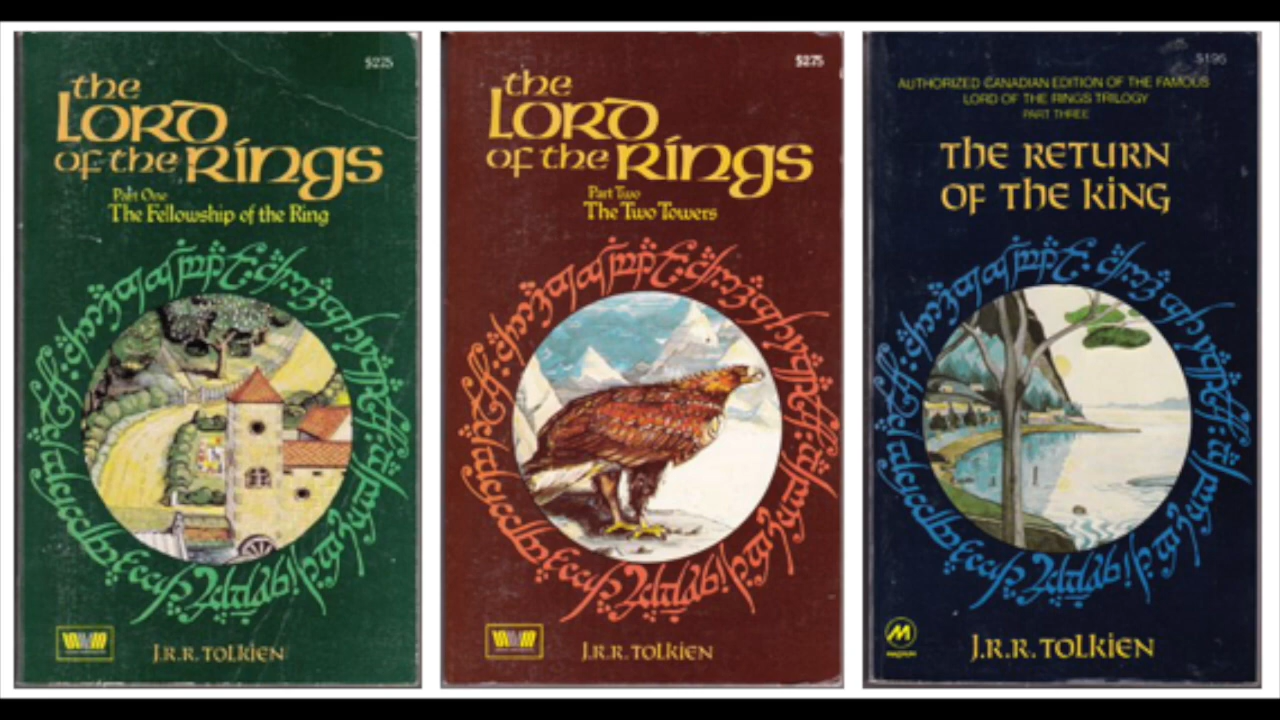 $2.75
the
LORD
of the Rings
Part One
The Fellowship of the Ring
J.R.R. TOLKIEN
$2.75
the
LORD
of the Rings
Part Two
The Two Towers
J.R.R. TOLKIEN
$1.95
AUTHORIZED CANADIAN EDITION OF THE FAMOUS
LORD OF THE RINGS TRILOGY
PART THREE
THE RETURN
OF THE KING
M
magnum
J.R.R. TOLKIEN